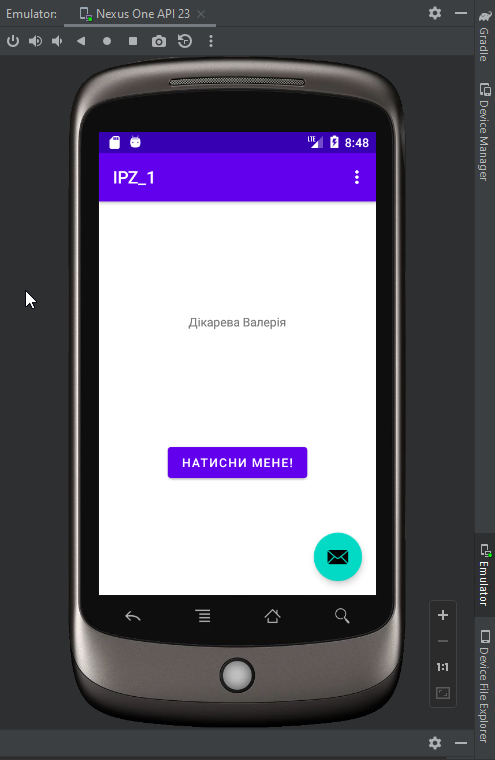 Emulator:
Nexus One API 23
LTE
8:48
IPZ_1
Дікарева Валерія
НАТИСНИ МЕНЕ!
1:1
Gradle
Device Manager
Emulator
Device File Explorer